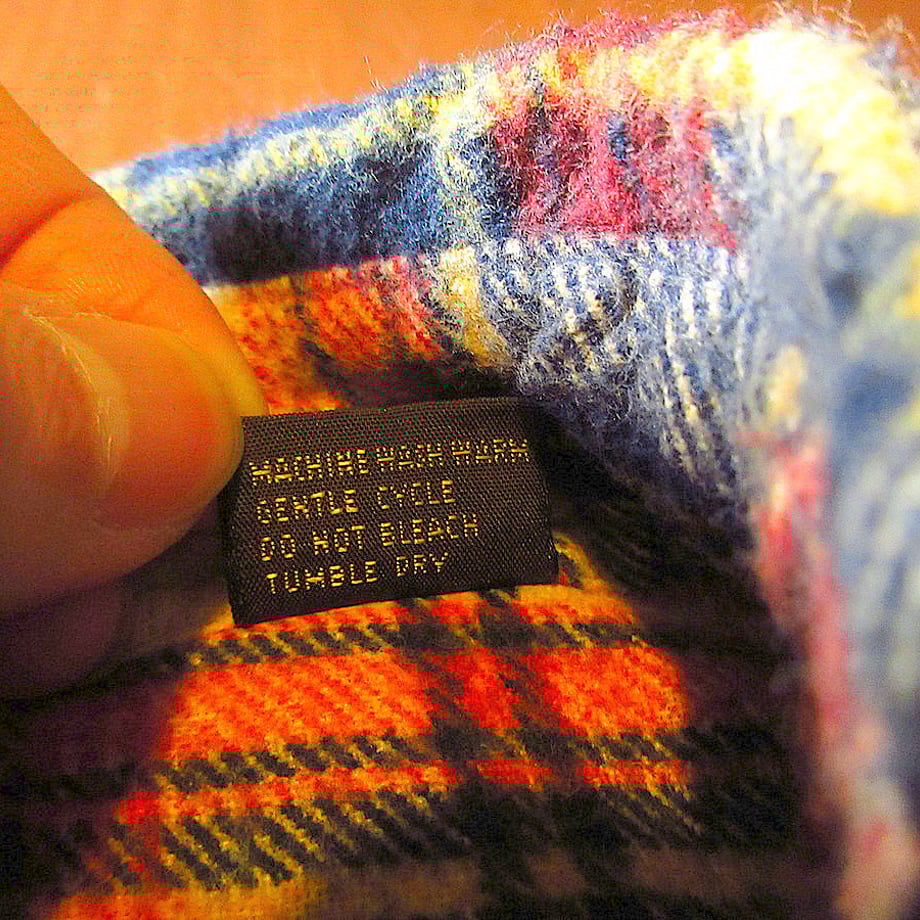 MACHINE WASH WARM
GENTLE CYCLE
DO NOT BLEACH
TUMBLE DRY